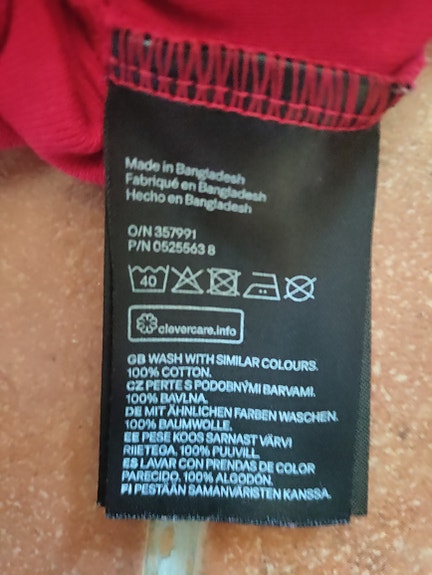 Made in Bangladesh
Fabriqué en Bangladesh
Hecho en Bangladesh
O/N 357991
P/N 0525563 8
40
clevercare.info
GB WASH WITH SIMILAR COLOURS.
100% COTTON.
CZ PERTE S PODOBNÝMI BARVAMI.
100% BAVLNA.
DE MIT ÄHNLICHEN FARBEN WASCHEN.
100% BAUMWOLLE.
EE PESE KOOS SARNAST VÄRVI
RIIETEGA. 100% PUUVILL.
ES LAVAR CON PRENDAS DE COLOR
PARECIDO. 100% ALGODÓN.
FI PESTÄÄN SAMANVÄRISTEN KANSSA.